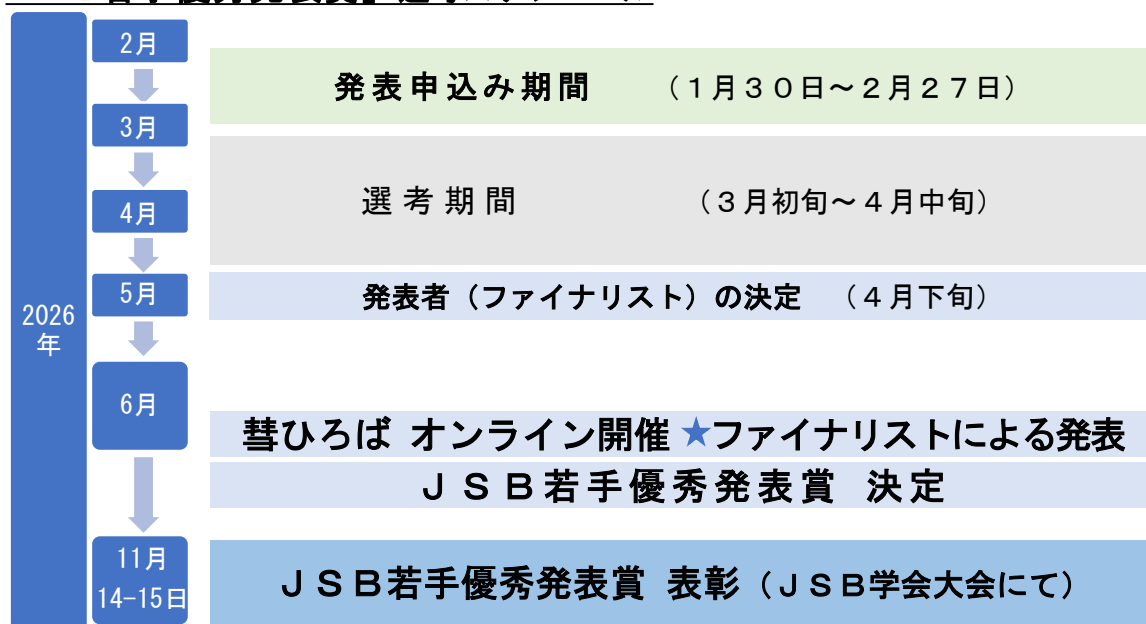 2026
年
2月
発表申込み期間 （１月３０日～２月２７日）
3月
選考期間 （３月初旬～４月中旬）
4月
5月
発表者（ファイナリスト）の決定 （４月下旬）
6月
彗ひろば オンライン開催 ★ファイナリストによる発表
ＪＳＢ若手優秀発表賞 決定
11月
14-15日
ＪＳＢ若手優秀発表賞 表彰（ＪＳＢ学会大会にて）